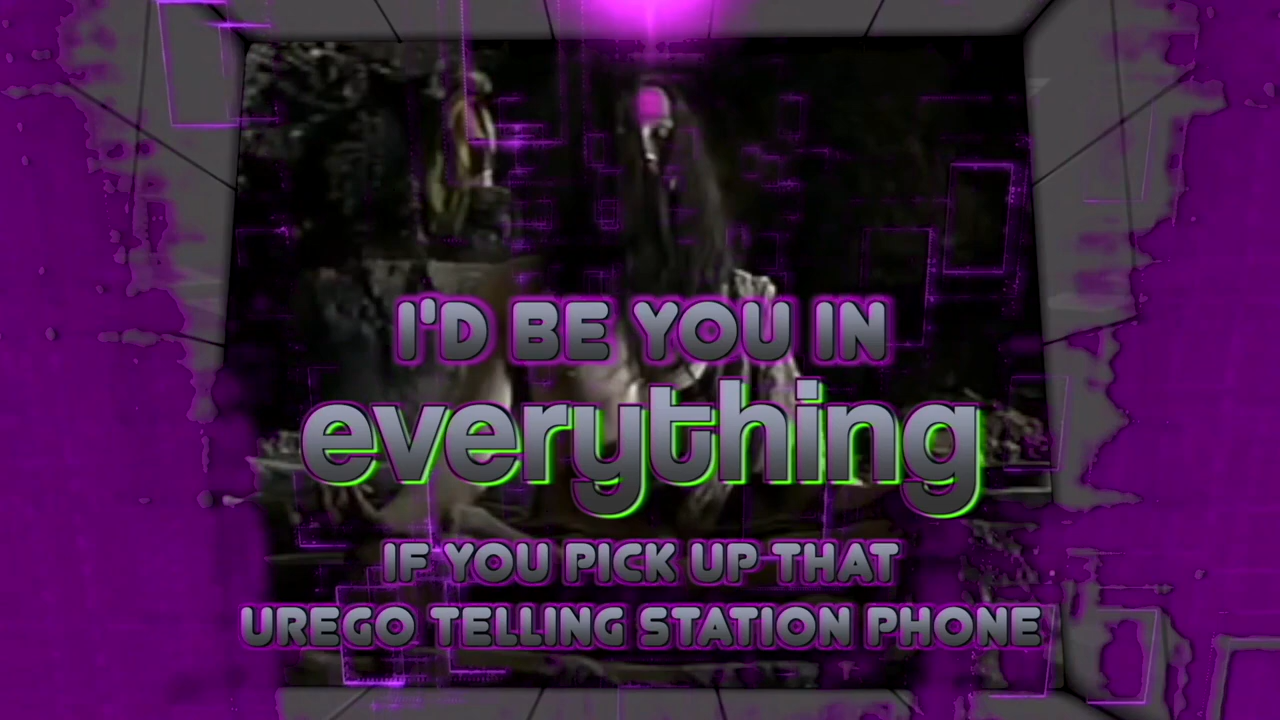 I'D BE YOU IN
everything
IF YOU PICK UP THAT
UREGO TELLING STATION PHONE